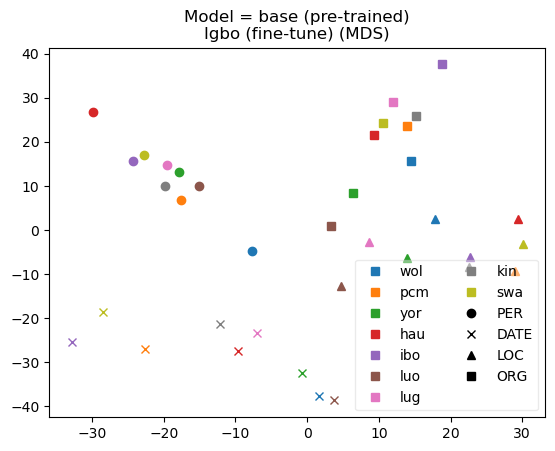 Model = base (pre-trained)
Igbo (fine-tune) (MDS)
40
30
20
10
0
−10
−20
−30
−40
wol
pcm
yor
hau
ibo
luo
lug
kin
swa
PER
DATE
LOC
ORG
−30
−20
−10
0
10
20
30